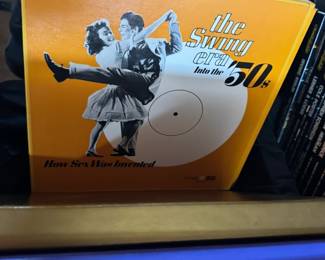 the
Swing
era
Into the '50s
How Sex Was Invented